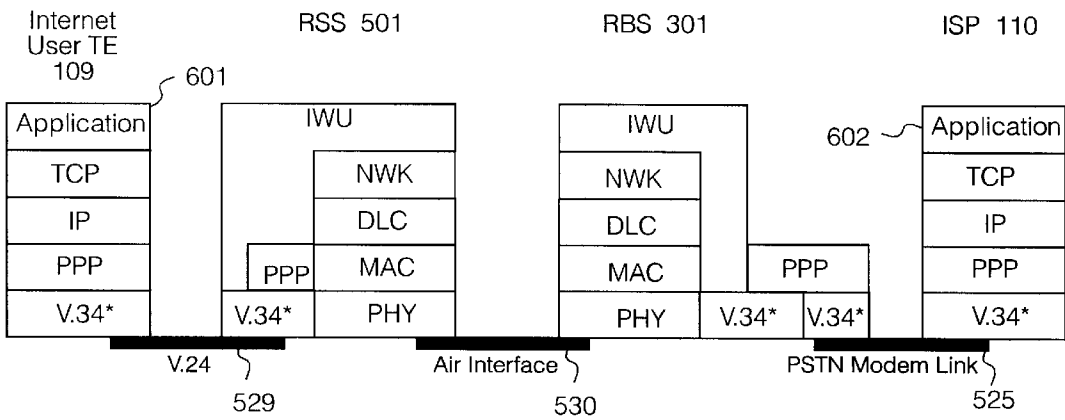 Internet
User TE
109
RSS 501
RBS 301
ISP 110
601
Application
TCP
IP
PPP
V.34*
IWU
NWK
DLC
PPP
MAC
V.34*
PHY
IWU
NWK
DLC
MAC
PPP
PHY
V.34*
V.34*
602
Application
TCP
IP
PPP
V.34*
V.24
529
Air Interface
530
PSTN Modem Link
525